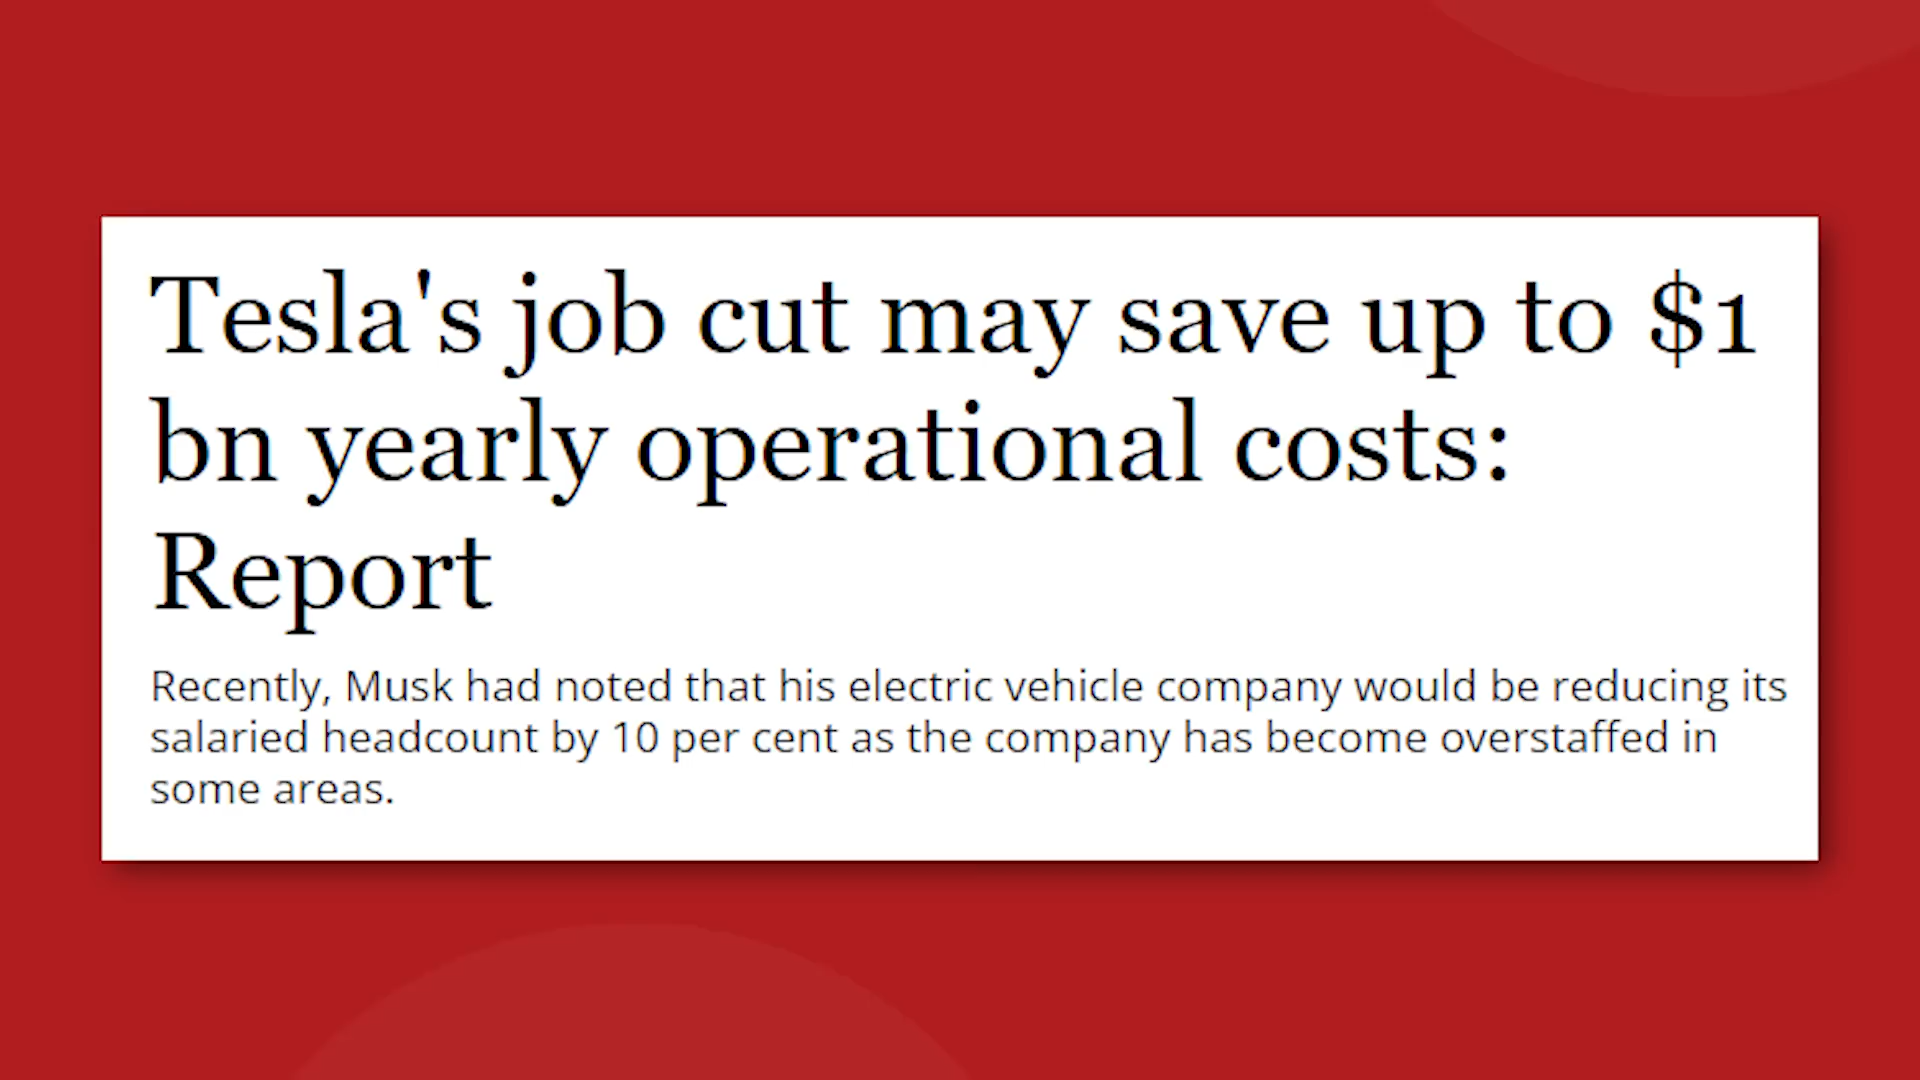 Tesla's job cut may save up to $1
bn yearly operational costs:
Report
Recently, Musk had noted that his electric vehicle company would be reducing its
salaried headcount by 10 per cent as the company has become overstaffed in
some areas.